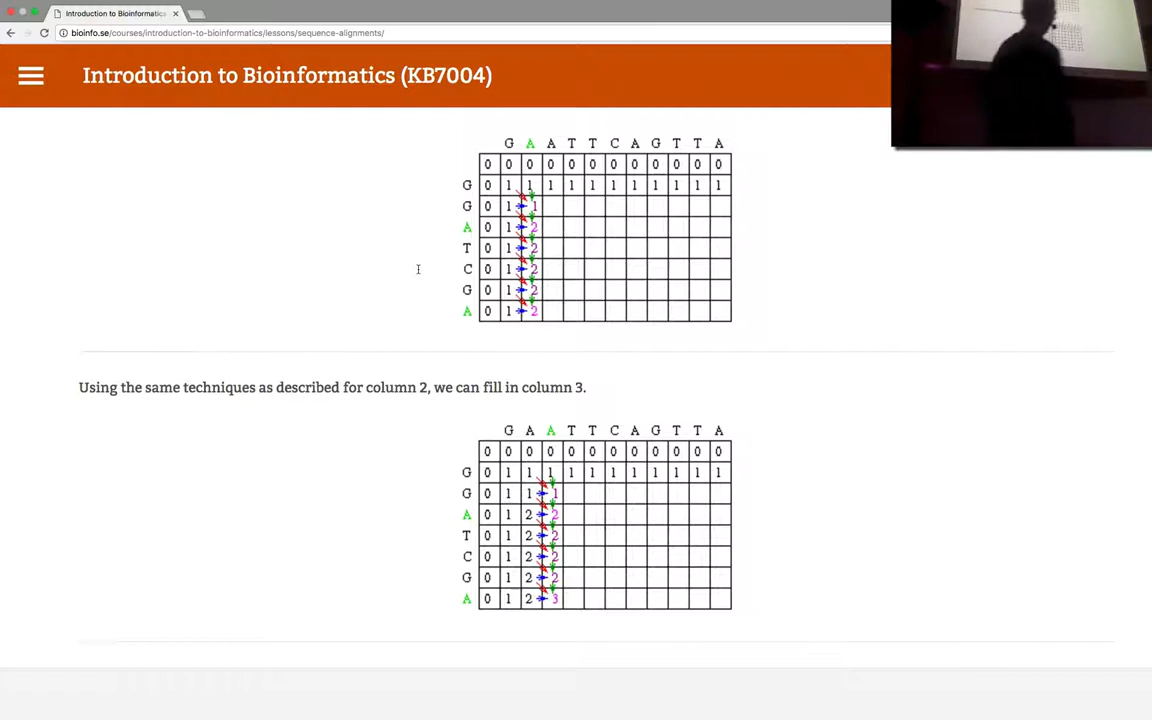 Introduction to Bioinformatics
bioinfo.se/courses/introduction-to-bioinformatics/lessons/sequence-alignments/
Introduction to Bioinformatics (KB7004)
G A A T T C A G T T A
0 0 0 0 0 0 0 0 0 0 0 0
G 0 1 1 1 1 1 1 1 1 1 1 1
G 0 1 1
A 0 1 2
T 0 1 2
C 0 1 2
G 0 1 2
A 0 1 2
Using the same techniques as described for column 2, we can fill in column 3.
G A A T T C A G T T A
0 0 0 0 0 0 0 0 0 0 0 0
G 0 1 1 1 1 1 1 1 1 1 1 1
G 0 1 1 1
A 0 1 2 2
T 0 1 2 2
C 0 1 2 2
G 0 1 2 2
A 0 1 2 3